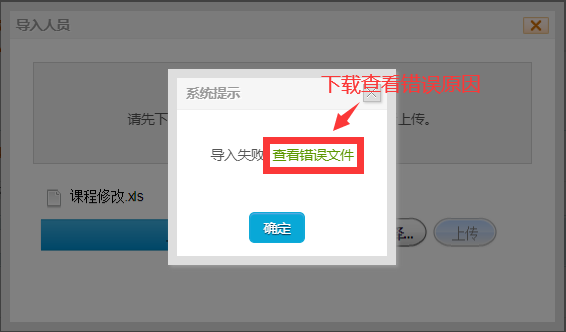 导入人员
下载查看错误原因
系统提示
请先下
上传。
导入失败 查看错误文件
课程修改.xls
确定
择...
上传